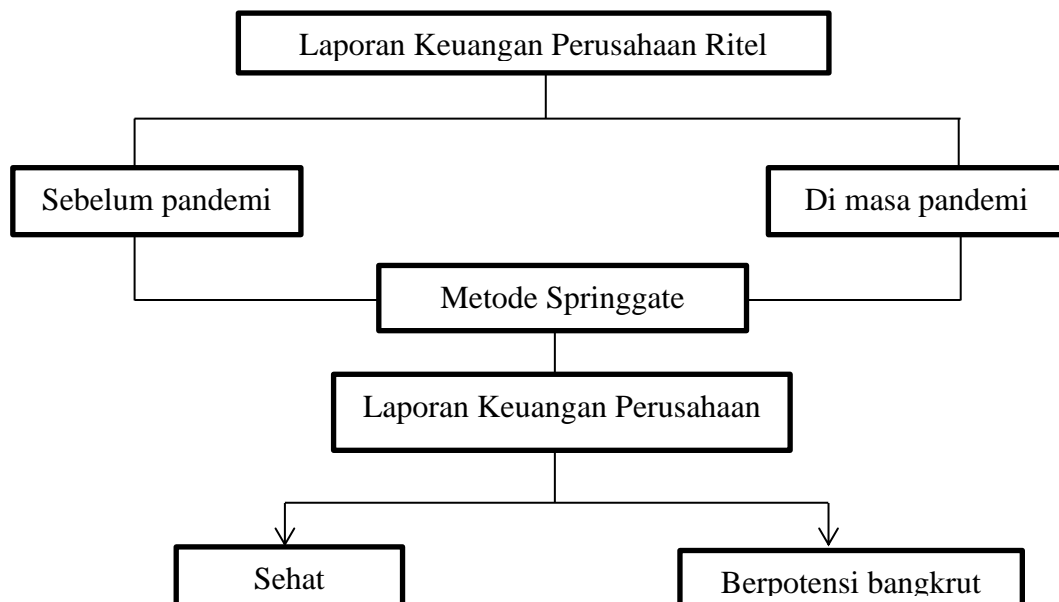 Laporan Keuangan Perusahaan Ritel
Sebelum pandemi
Di masa pandemi
Metode Springgate
Laporan Keuangan Perusahaan
Sehat
Berpotensi bangkrut